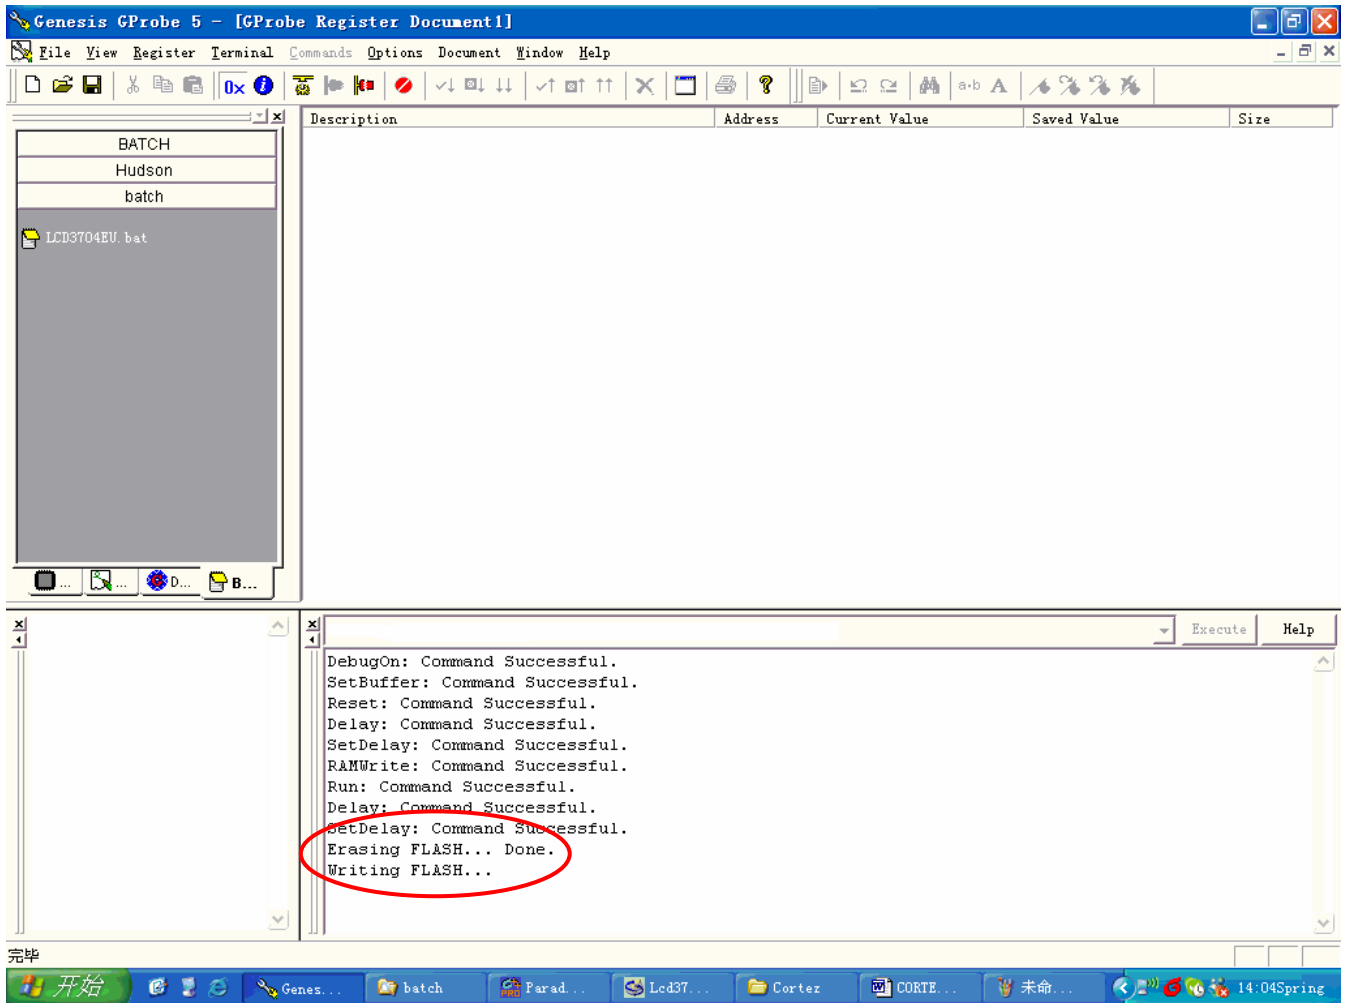 Genesis GProbe 5 - [GProbe Register Document1]
File View Register Terminal Commands Options Document Window Help
0x
a·b A
Description Address Current Value Saved Value Size
BATCH
Hudson
batch
LCD3704EU.bat
... ... D... B...
Execute Help
DebugOn: Command Successful.
SetBuffer: Command Successful.
Reset: Command Successful.
Delay: Command Successful.
SetDelay: Command Successful.
RAMWrite: Command Successful.
Run: Command Successful.
Delay: Command Successful.
SetDelay: Command Successful.
Erasing FLASH... Done.
Writing FLASH...
完毕
开始 Genes... batch Parad... Lcd37... Cortez CORTE... 未命... 14:04Spring